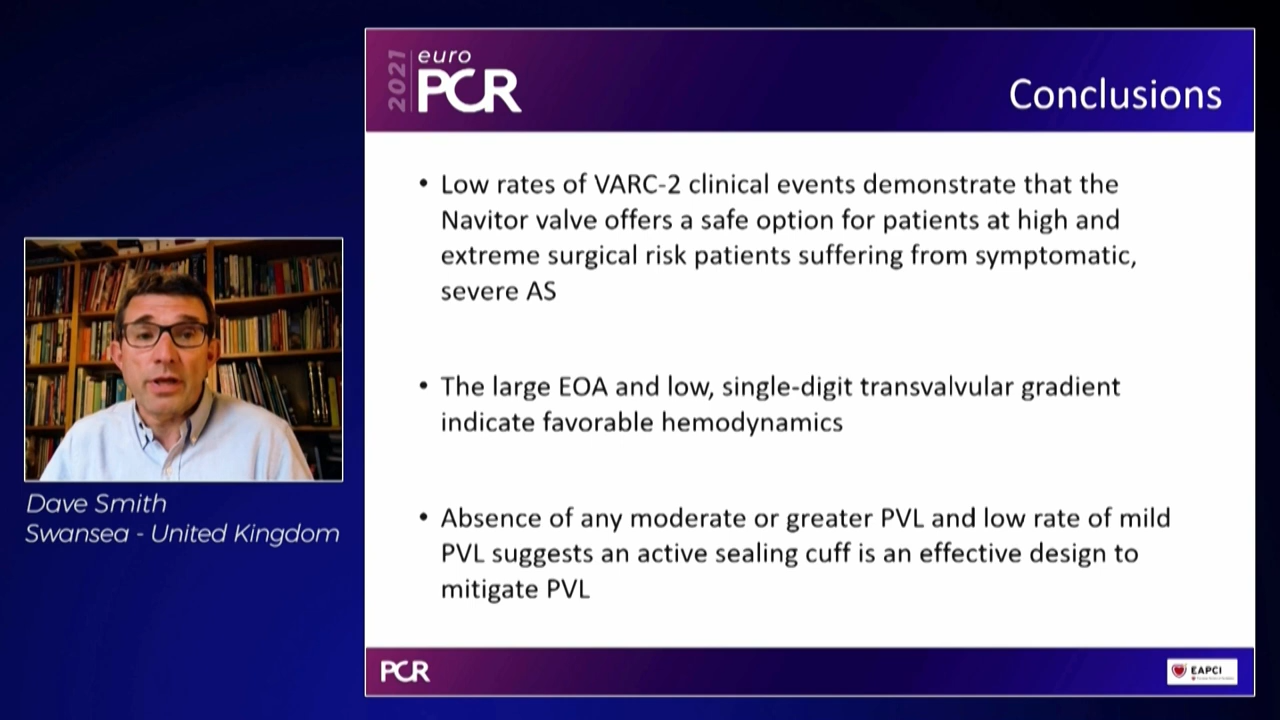 2021
euro
PCR
Conclusions
• Low rates of VARC-2 clinical events demonstrate that the
Navitor valve offers a safe option for patients at high and
extreme surgical risk patients suffering from symptomatic,
severe AS
• The large EOA and low, single-digit transvalvular gradient
indicate favorable hemodynamics
• Absence of any moderate or greater PVL and low rate of mild
PVL suggests an active sealing cuff is an effective design to
mitigate PVL
Dave Smith
Swansea - United Kingdom
PCR
EAPCI